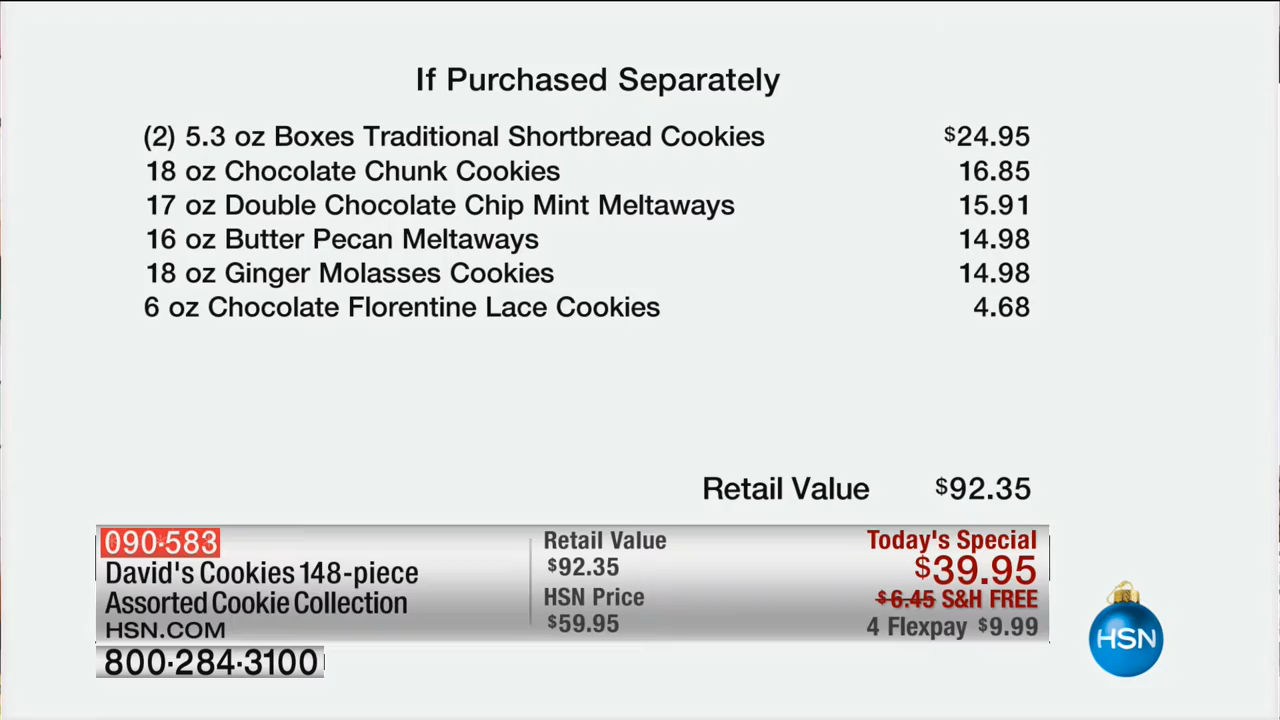 If Purchased Separately
(2) 5.3 oz Boxes Traditional Shortbread Cookies $24.95
18 oz Chocolate Chunk Cookies 16.85
17 oz Double Chocolate Chip Mint Meltaways 15.91
16 oz Butter Pecan Meltaways 14.98
18 oz Ginger Molasses Cookies 14.98
6 oz Chocolate Florentine Lace Cookies 4.68
Retail Value $92.35
090·583
David's Cookies 148-piece
Assorted Cookie Collection
HSN.COM
800·284·3100
Retail Value
$92.35
HSN Price
$59.95
Today's Special
$39.95
$6.45 S&H FREE
4 Flexpay $9.99
HSN